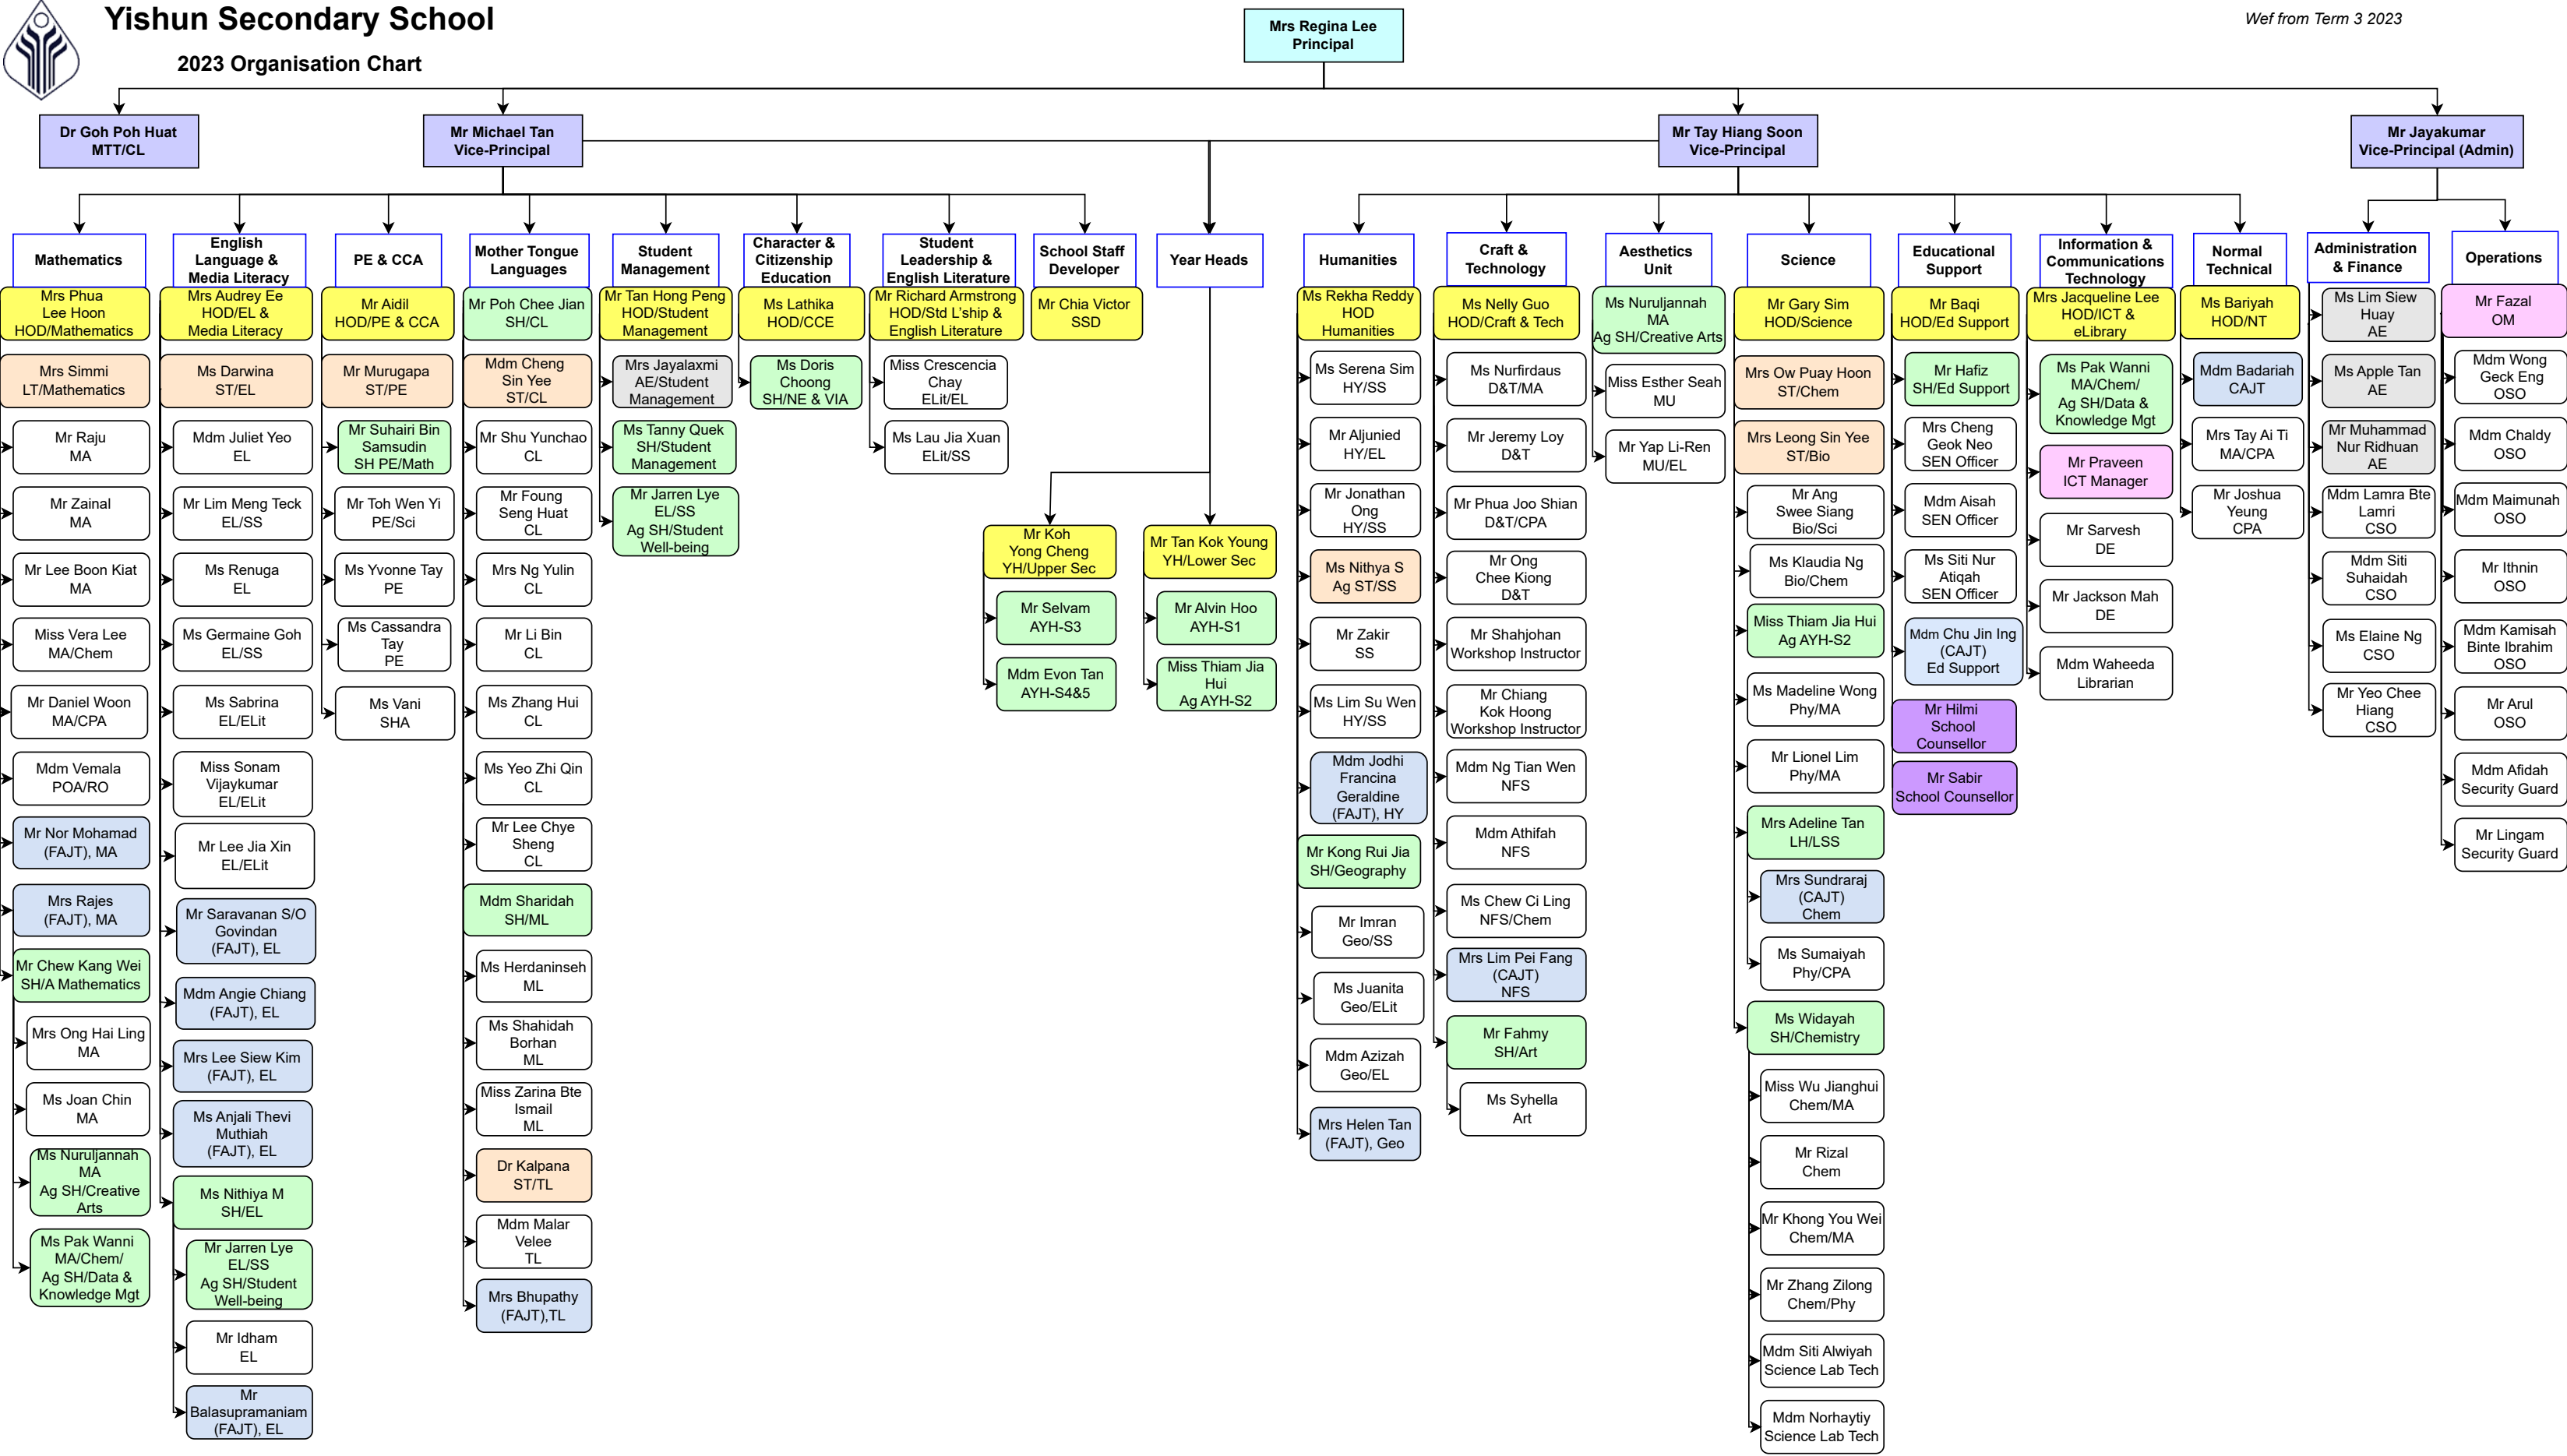 Yishun Secondary School
2023 Organisation Chart
Wef from Term 3 2023
Mrs Regina Lee
Principal
Dr Goh Poh Huat
MTT/CL
Mr Michael Tan
Vice-Principal
Mr Tay Hiang Soon
Vice-Principal
Mr Jayakumar
Vice-Principal (Admin)
Mathematics
Mrs Phua
Lee Hoon
HOD/Mathematics
Mrs Simmi
LT/Mathematics
Mr Raju
MA
Mr Zainal
MA
Mr Lee Boon Kiat
MA
Miss Vera Lee
MA/Chem
Mr Daniel Woon
MA/CPA
Mdm Vemala
POA/RO
Mr Nor Mohamad
(FAJT), MA
Mrs Rajes
(FAJT), MA
Mr Chew Kang Wei
SH/A Mathematics
Mrs Ong Hai Ling
MA
Ms Joan Chin
MA
Ms Nuruljannah
MA
Ag SH/Creative
Arts
Ms Pak Wanni
MA/Chem/
Ag SH/Data &
Knowledge Mgt
English
Language &
Media Literacy
Mrs Audrey Ee
HOD/EL &
Media Literacy
Ms Darwina
ST/EL
Mdm Juliet Yeo
EL
Mr Lim Meng Teck
EL/SS
Ms Renuga
EL
Ms Germaine Goh
EL/SS
Ms Sabrina
EL/ELit
Miss Sonam
Vijaykumar
EL/ELit
Mr Lee Jia Xin
EL/ELit
Mr Saravanan S/O
Govindan
(FAJT), EL
Mdm Angie Chiang
(FAJT), EL
Mrs Lee Siew Kim
(FAJT), EL
Ms Anjali Thevi
Muthiah
(FAJT), EL
Ms Nithiya M
SH/EL
Mr Jarren Lye
EL/SS
Ag SH/Student
Well-being
Mr Idham
EL
Mr
Balasupramaniam
(FAJT), EL
PE & CCA
Mr Aidil
HOD/PE & CCA
Mr Murugapa
ST/PE
Mr Suhairi Bin
Samsudin
SH PE/Math
Mr Toh Wen Yi
PE/Sci
Ms Yvonne Tay
PE
Ms Cassandra
Tay
PE
Ms Vani
SHA
Mother Tongue
Languages
Mr Poh Chee Jian
SH/CL
Mdm Cheng
Sin Yee
ST/CL
Mr Shu Yunchao
CL
Mr Foung
Seng Huat
CL
Mrs Ng Yulin
CL
Mr Li Bin
CL
Ms Zhang Hui
CL
Ms Yeo Zhi Qin
CL
Mr Lee Chye
Sheng
CL
Mdm Sharidah
SH/ML
Ms Herdaninseh
ML
Ms Shahidah
Borhan
ML
Miss Zarina Bte
Ismail
ML
Dr Kalpana
ST/TL
Mdm Malar
Velee
TL
Mrs Bhupathy
(FAJT),TL
Student
Management
Mr Tan Hong Peng
HOD/Student
Management
Mrs Jayalaxmi
AE/Student
Management
Ms Tanny Quek
SH/Student
Management
Mr Jarren Lye
EL/SS
Ag SH/Student
Well-being
Character &
Citizenship
Education
Ms Lathika
HOD/CCE
Ms Doris
Choong
SH/NE & VIA
Student
Leadership &
English Literature
Mr Richard Armstrong
HOD/Std L'ship &
English Literature
Miss Crescencia
Chay
ELit/EL
Ms Lau Jia Xuan
ELit/SS
School Staff
Developer
Mr Chia Victor
SSD
Year Heads
Mr Koh
Yong Cheng
YH/Upper Sec
Mr Selvam
AYH-S3
Mdm Evon Tan
AYH-S4&5
Mr Tan Kok Young
YH/Lower Sec
Mr Alvin Hoo
AYH-S1
Miss Thiam Jia
Hui
Ag AYH-S2
Humanities
Ms Rekha Reddy
HOD
Humanities
Ms Serena Sim
HY/SS
Mr Aljunied
HY/EL
Mr Jonathan
Ong
HY/SS
Ms Nithya S
Ag ST/SS
Mr Zakir
SS
Ms Lim Su Wen
HY/SS
Mdm Jodhi
Francina
Geraldine
(FAJT), HY
Mr Kong Rui Jia
SH/Geography
Mr Imran
Geo/SS
Ms Juanita
Geo/ELit
Mdm Azizah
Geo/EL
Mrs Helen Tan
(FAJT), Geo
Craft &
Technology
Ms Nelly Guo
HOD/Craft & Tech
Ms Nurfirdaus
D&T/MA
Mr Jeremy Loy
D&T
Mr Phua Joo Shian
D&T/CPA
Mr Ong
Chee Kiong
D&T
Mr Shahjohan
Workshop Instructor
Mr Chiang
Kok Hoong
Workshop Instructor
Mdm Ng Tian Wen
NFS
Mdm Athifah
NFS
Ms Chew Ci Ling
NFS/Chem
Mrs Lim Pei Fang
(CAJT)
NFS
Mr Fahmy
SH/Art
Ms Syhella
Art
Aesthetics
Unit
Ms Nuruljannah
MA
Ag SH/Creative Arts
Miss Esther Seah
MU
Mr Yap Li-Ren
MU/EL
Science
Mr Gary Sim
HOD/Science
Mrs Ow Puay Hoon
ST/Chem
Mrs Leong Sin Yee
ST/Bio
Mr Ang
Swee Siang
Bio/Sci
Ms Klaudia Ng
Bio/Chem
Miss Thiam Jia Hui
Ag AYH-S2
Ms Madeline Wong
Phy/MA
Mr Lionel Lim
Phy/MA
Mrs Adeline Tan
LH/LSS
Mrs Sundraraj
(CAJT)
Chem
Ms Sumaiyah
Phy/CPA
Ms Widayah
SH/Chemistry
Miss Wu Jianghui
Chem/MA
Mr Rizal
Chem
Mr Khong You Wei
Chem/MA
Mr Zhang Zilong
Chem/Phy
Mdm Siti Alwiyah
Science Lab Tech
Mdm Norhaytiy
Science Lab Tech
Educational
Support
Mr Baqi
HOD/Ed Support
Mr Hafiz
SH/Ed Support
Mrs Cheng
Geok Neo
SEN Officer
Mdm Aisah
SEN Officer
Ms Siti Nur
Atiqah
SEN Officer
Mdm Chu Jin Ing
(CAJT)
Ed Support
Mr Hilmi
School
Counsellor
Mr Sabir
School Counsellor
Information &
Communications
Technology
Mrs Jacqueline Lee
HOD/ICT &
eLibrary
Ms Pak Wanni
MA/Chem/
Ag SH/Data &
Knowledge Mgt
Mr Praveen
ICT Manager
Mr Sarvesh
DE
Mr Jackson Mah
DE
Mdm Waheeda
Librarian
Normal
Technical
Ms Bariyah
HOD/NT
Mdm Badariah
CAJT
Mrs Tay Ai Ti
MA/CPA
Mr Joshua
Yeung
CPA
Administration
& Finance
Ms Lim Siew
Huay
AE
Ms Apple Tan
AE
Mr Muhammad
Nur Ridhuan
AE
Mdm Lamra Bte
Lamri
CSO
Mdm Siti
Suhaidah
CSO
Ms Elaine Ng
CSO
Mr Yeo Chee
Hiang
CSO
Operations
Mr Fazal
OM
Mdm Wong
Geck Eng
OSO
Mdm Chaldy
OSO
Mdm Maimunah
OSO
Mr Ithnin
OSO
Mdm Kamisah
Binte Ibrahim
OSO
Mr Arul
OSO
Mdm Afidah
Security Guard
Mr Lingam
Security Guard